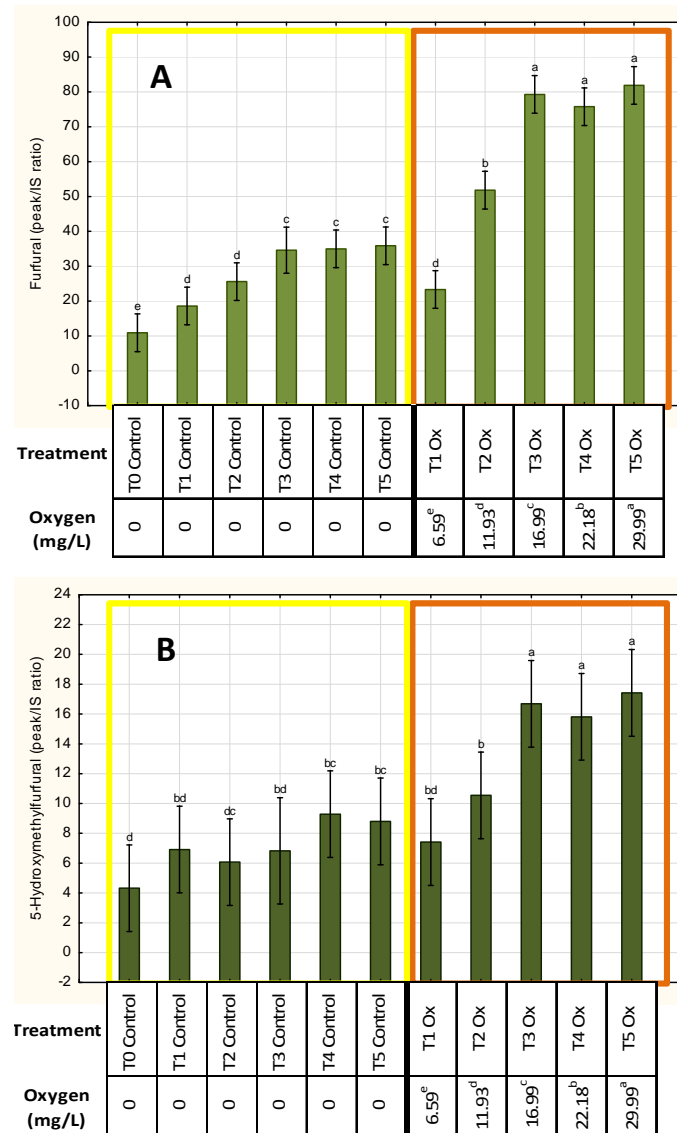 100
90
80
70
60
50
40
30
20
10
0
-10
Furfural (peak/IS ratio)
A
e
d
d
c
c
c
d
b
a
a
a
Treatment
T0 Control
T1 Control
T2 Control
T3 Control
T4 Control
T5 Control
T1 Ox
T2 Ox
T3 Ox
T4 Ox
T5 Ox
Oxygen
(mg/L)
0
0
0
0
0
0
6.59e
11.93d
16.99c
22.18b
29.99a
24
22
20
18
16
14
12
10
8
6
4
2
0
-2
5-Hydroxymethylfurfural (peak/IS ratio)
B
d
bd
dc
bd
bc
bc
bd
b
a
a
a
Treatment
T0 Control
T1 Control
T2 Control
T3 Control
T4 Control
T5 Control
T1 Ox
T2 Ox
T3 Ox
T4 Ox
T5 Ox
Oxygen
(mg/L)
0
0
0
0
0
0
6.59e
11.93d
16.99c
22.18b
29.99a